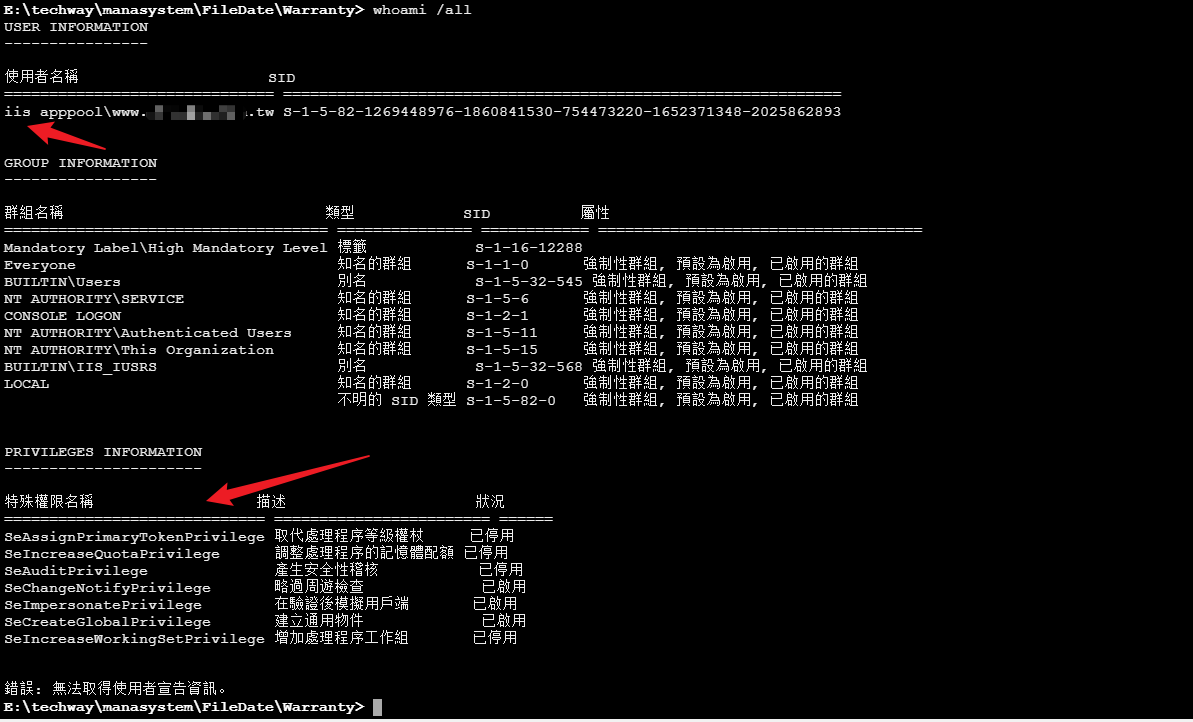 E:\techway\manasystem\FileDate\Warranty> whoami /all
USER INFORMATION
----------------
使用者名稱 SID
============================== ==============================================================
iis apppool\www. .tw S-1-5-82-1269448976-1860841530-754473220-1652371348-2025862893
GROUP INFORMATION
-----------------
群組名稱 類型 SID 屬性
==================================== =============== ============ ====================================
Mandatory Label\High Mandatory Level 標籤 S-1-16-12288
Everyone 知名的群組 S-1-1-0 強制性群組, 預設為啟用, 已啟用的群組
BUILTIN\Users 別名 S-1-5-32-545 強制性群組, 預設為啟用, 已啟用的群組
NT AUTHORITY\SERVICE 知名的群組 S-1-5-6 強制性群組, 預設為啟用, 已啟用的群組
CONSOLE LOGON 知名的群組 S-1-2-1 強制性群組, 預設為啟用, 已啟用的群組
NT AUTHORITY\Authenticated Users 知名的群組 S-1-5-11 強制性群組, 預設為啟用, 已啟用的群組
NT AUTHORITY\This Organization 知名的群組 S-1-5-15 強制性群組, 預設為啟用, 已啟用的群組
BUILTIN\IIS_IUSRS 別名 S-1-5-32-568 強制性群組, 預設為啟用, 已啟用的群組
LOCAL 知名的群組 S-1-2-0 強制性群組, 預設為啟用, 已啟用的群組
不明的 SID 類型 S-1-5-82-0 強制性群組, 預設為啟用, 已啟用的群組
PRIVILEGES INFORMATION
----------------------
特殊權限名稱 描述 狀況
============================= ======================== ======
SeAssignPrimaryTokenPrivilege 取代處理程序等級權杖 已停用
SeIncreaseQuotaPrivilege 調整處理程序的記憶體配額 已停用
SeAuditPrivilege 產生安全性稽核 已停用
SeChangeNotifyPrivilege 略過周遊檢查 已啟用
SeImpersonatePrivilege 在驗證後模擬用戶端 已啟用
SeCreateGlobalPrivilege 建立通用物件 已啟用
SeIncreaseWorkingSetPrivilege 增加處理程序工作組 已停用
錯誤: 無法取得使用者宣告資訊。
E:\techway\manasystem\FileDate\Warranty>